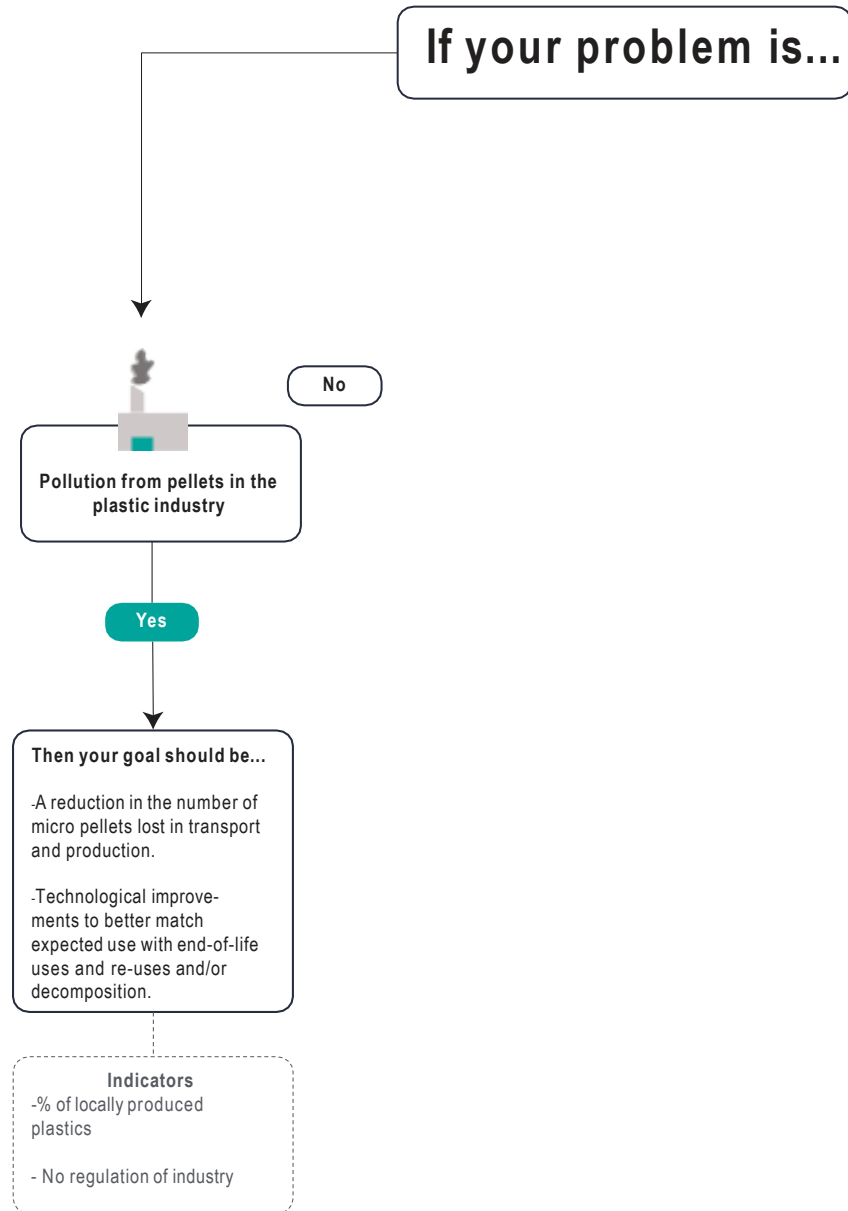 If your problem is...
No
Pollution from pellets in the
plastic industry
Yes
Then your goal should be...
-A reduction in the number of
micro pellets lost in transport
and production.
-Technological improve-
ments to better match
expected use with end-of-life
uses and re-uses and/or
decomposition.
Indicators
-% of locally produced
plastics
- No regulation of industry